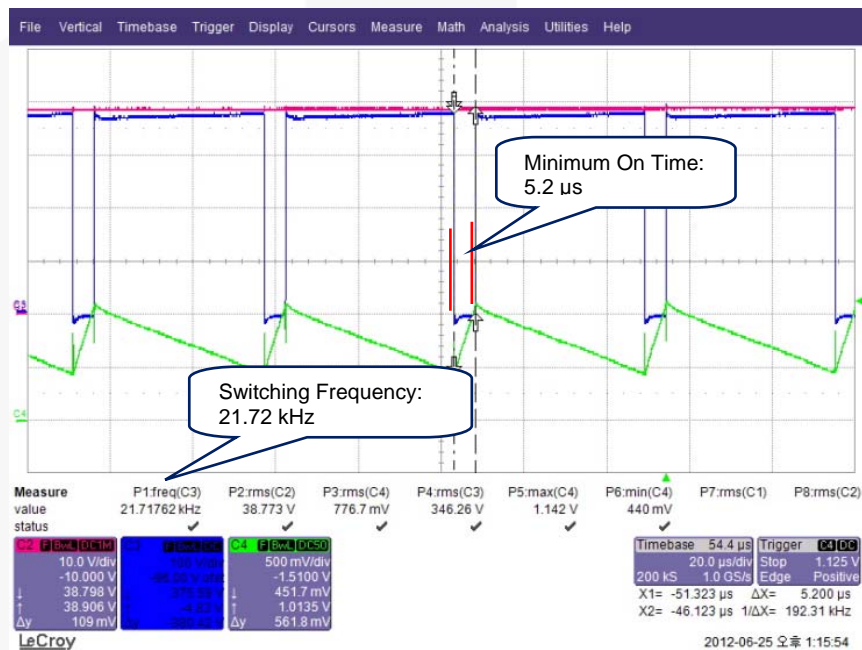 File Vertical Timebase Trigger Display Cursors Measure Math Analysis Utilities Help
Minimum On Time:
5.2 µs
C3
Switching Frequency:
21.72 kHz
C4
Measure P1:freq(C3) P2:rms(C2) P3:rms(C4) P4:rms(C3) P5:max(C4) P6:min(C4) P7:rms(C1) P8:rms(C2)
value 21.71762 kHz 38.773 V 776.7 mV 346.26 V 1.142 V 440 mV
status
C2 F BwL DC1M
10.0 V/div
-10.000 V
38.798 V
38.906 V
Δy 109 mV
C4 F BwL DC50
500 mV/div
-1.5100 V
451.7 mV
1.0135 V
Δy 561.8 mV
Timebase 54.4 µs
20.0 µs/div
200 kS 1.0 GS/s
Trigger C4 DC
Stop 1.125 V
Edge Positive
X1= -51.323 µs ΔX= 5.200 µs
X2= -46.123 µs 1/ΔX= 192.31 kHz
LeCroy
2012-06-25 오후 1:15:54